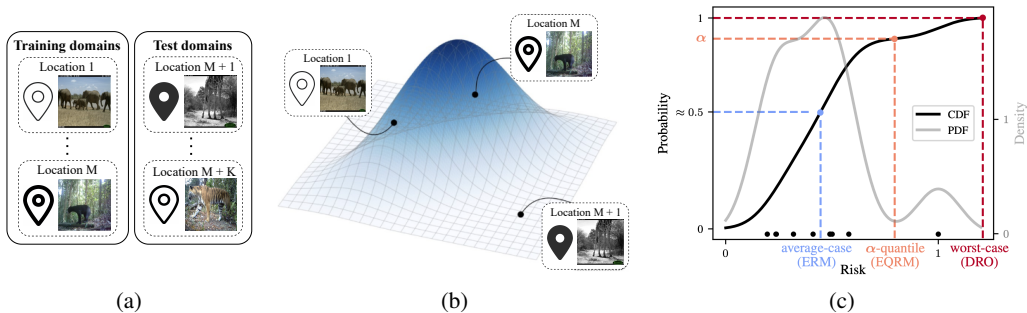 Training domains
Test domains
Location 1
Location M + 1
Location M
Location M + K
(a)
Location 1
Location M
Location M + 1
(b)
1
α
≈ 0.5
0
Probability
CDF
PDF
1
0
Density
0
1
average-case
(ERM)
α-quantile
(EQRM)
worst-case
(DRO)
Risk
(c)